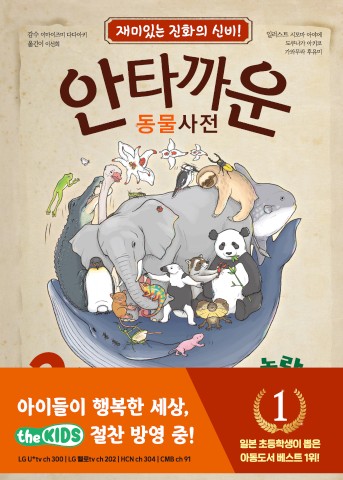 재미있는 진화의 신비!
감수 이마이즈미 다다아키
옮긴이 이선희
일러스트 시모마 아야에
도쿠나가 아키코
가와무라 후유미
안타까운
동물사전
아이들이 행복한 세상,
the KIDS 절찬 방영 중!
LG U+tv ch 300 | LG 헬로tv ch 202 | HCN ch 304 | CMB ch 91
1
일본 초등학생이 뽑은
아동도서 베스트 1위!